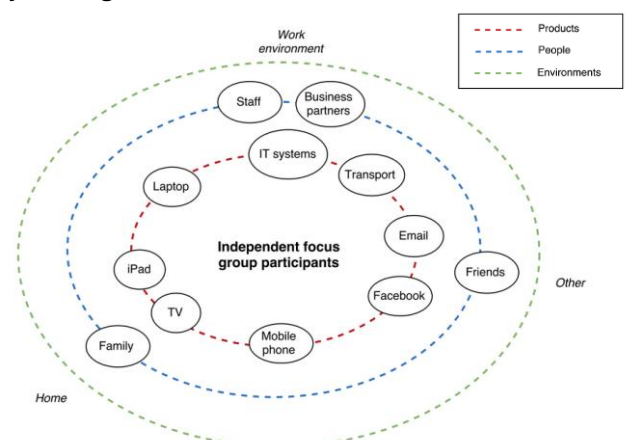 Work
environment
Products
People
Environments
Staff
Business
partners
IT systems
Transport
Laptop
Email
Independent focus
group participants
iPad
Friends
Other
Facebook
TV
Mobile
phone
Family
Home